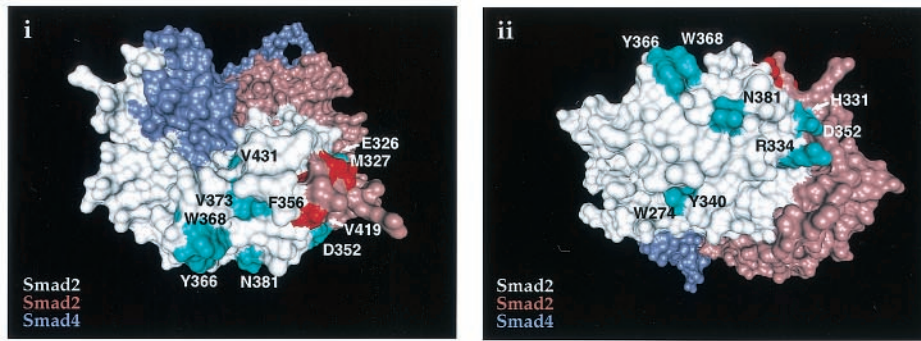 i
E326
M327
V431
V373
F356
W368
V419
D352
Y366
N381
Smad2
Smad2
Smad4
ii
Y366
W368
N381
H331
D352
R334
Y340
W274
Smad2
Smad2
Smad4